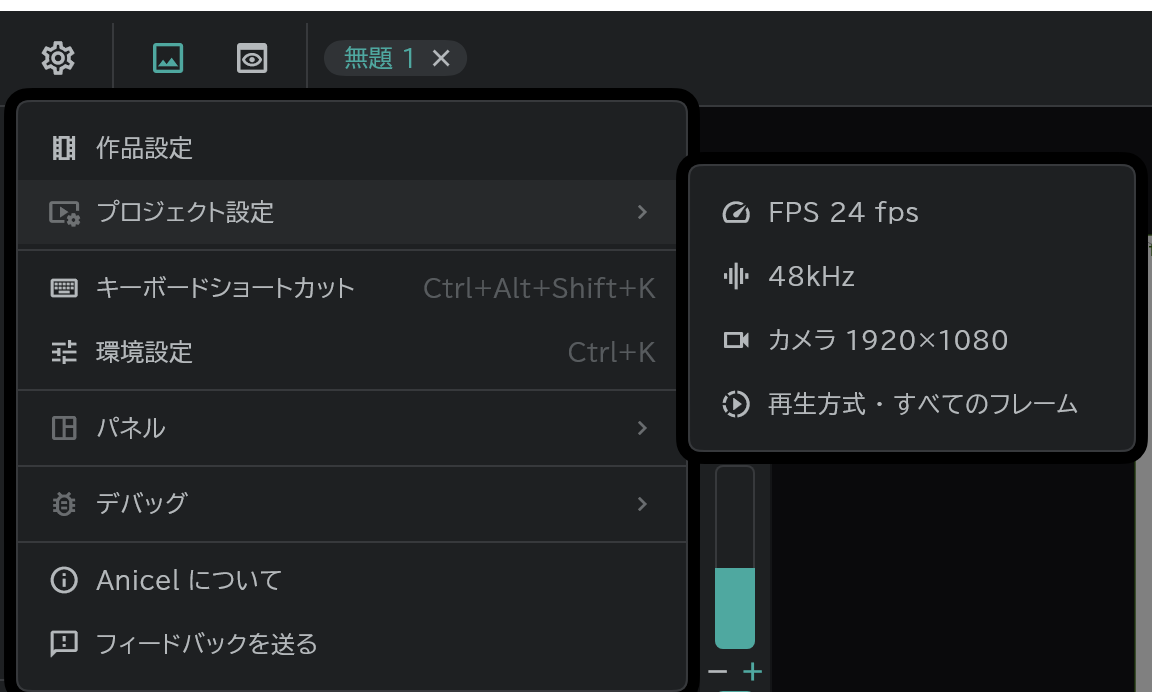 無題 1
作品設定
プロジェクト設定
キーボードショートカット Ctrl+Alt+Shift+K
環境設定 Ctrl+K
パネル
デバッグ
Anicel について
フィードバックを送る
FPS 24 fps
48kHz
カメラ 1920×1080
再生方式・すべてのフレーム